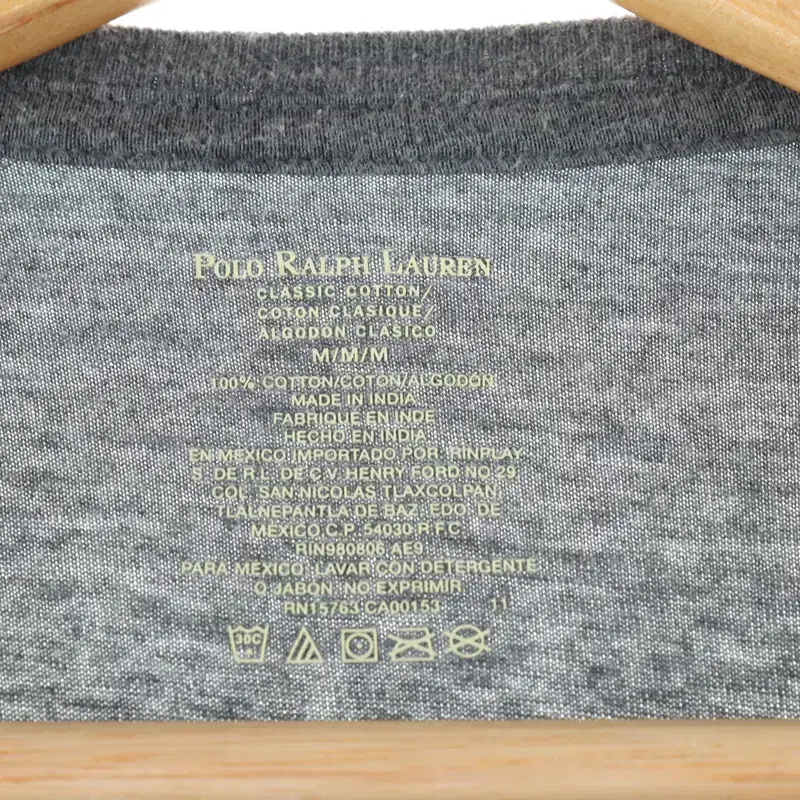 POLO RALPH LAUREN
CLASSIC COTTON/
COTON CLASIQUE/
ALGODON CLASICO
M/M/M
100% COTTON/COTON/ALGODON
MADE IN INDIA
FABRIQUE EN INDE
HECHO EN INDIA
EN MEXICO IMPORTADO POR: RINPLAY
S. DE R.L. DE C.V. HENRY FORD NO.29
COL. SAN NICOLAS TLAXCOLPAN
TLALNEPANTLA DE BAZ, EDO. DE
MEXICO C.P. 54030 R.F.C.
RIN980806 AE9
PARA MEXICO: LAVAR CON DETERGENTE
O JABON, NO EXPRIMIR
RN15763 CA00153 11
30C